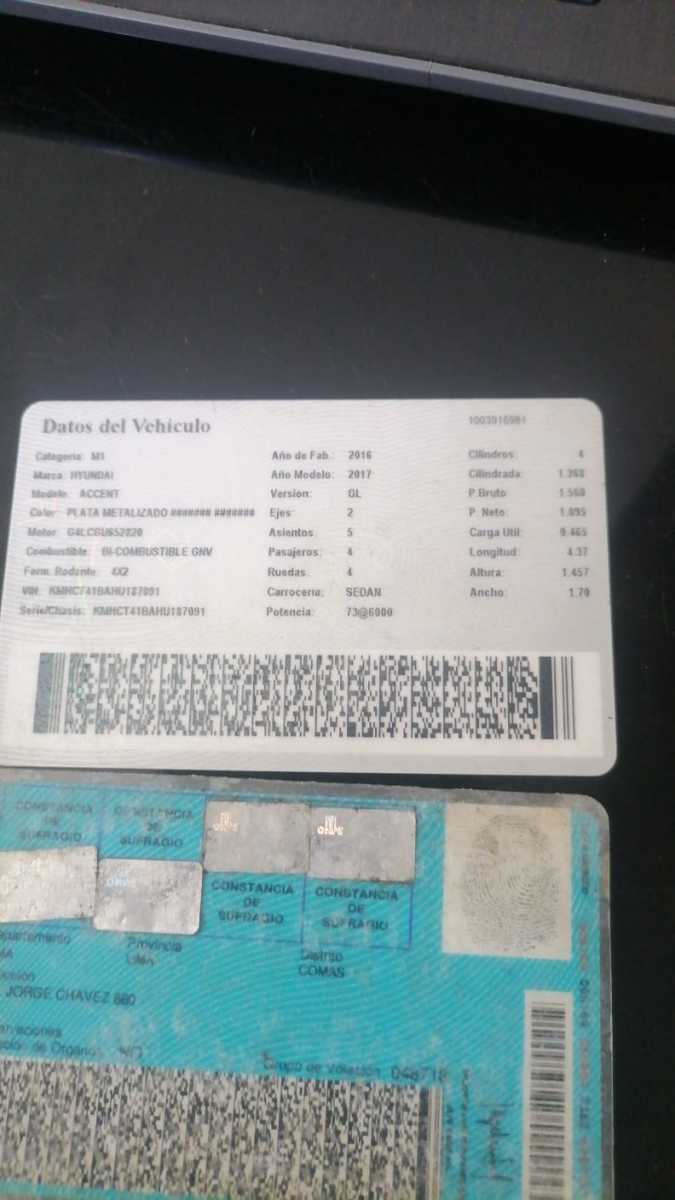 Datos del Vehículo
1003916981
Categoria: M1 Año de Fab.: 2016 Cilindros: 4
Marca: HYUNDAI Año Modelo: 2017 Cilindrada: 1.368
Modelo: ACCENT Version: GL P.Bruto 1.560
Color: PLATA METALIZADO ####### ####### Ejes: 2 P. Neto: 1.095
Motor: G4LCGU652820 Asientos: 5 Carga Util: 0.465
Combustible: BI-COMBUSTIBLE GNV Pasajeros: 4 Longitud: 4.37
Form. Rodante: 4X2 Ruedas: 4 Altura: 1.457
VIN: KMHCT41BAHU187091 Carroceria: SEDAN Ancho: 1.70
Serie/Chasis: KMHCT41BAHU187091 Potencia: 73@6000
CONSTANCIA DE SUFRAGIO
CONSTANCIA DE SUFRAGIO
CONSTANCIA DE SUFRAGIO
CONSTANCIA DE SUFRAGIO
Provincia
Distrito
COMAS
JORGE CHAVEZ 660
Grupo de Votación